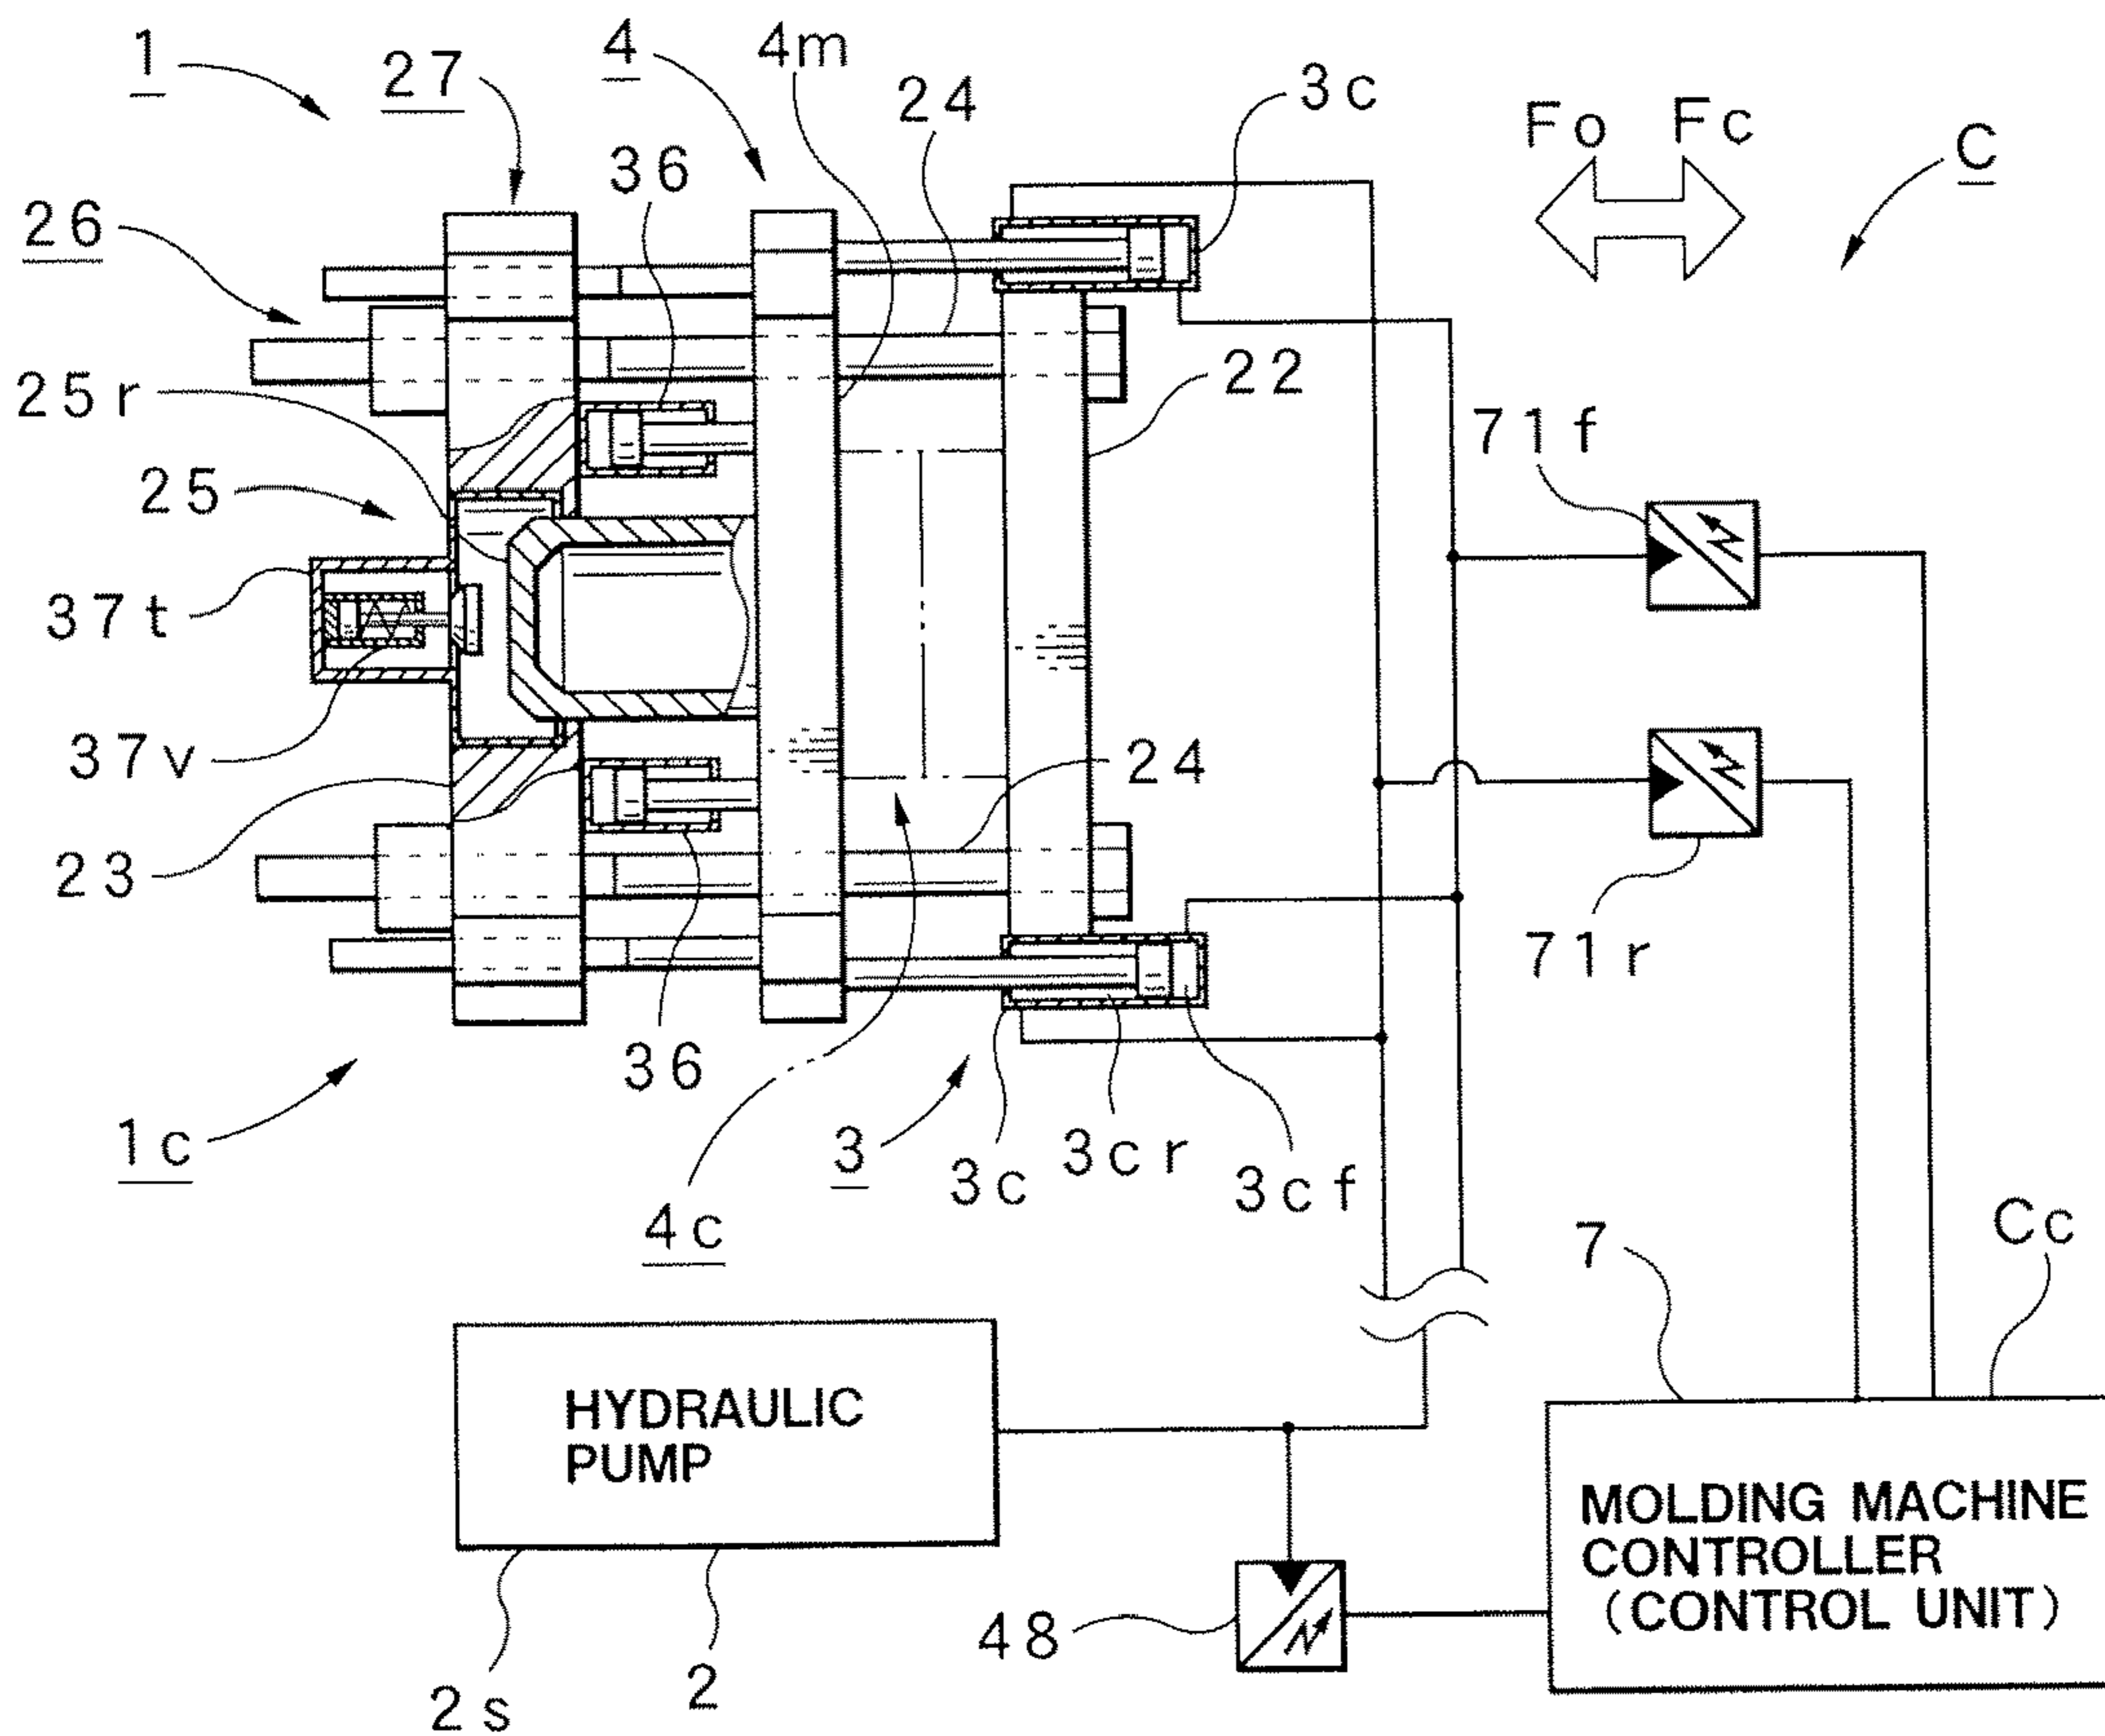 1
27
4
4m
24
3c
Fo
Fc
C
26
36
25r
22
71f
25
37t
37v
24
23
71r
36
1c
3
3c
3cr
3cf
4c
7
Cc
HYDRAULIC
PUMP
MOLDING MACHINE
CONTROLLER
(CONTROL UNIT)
48
2s
2